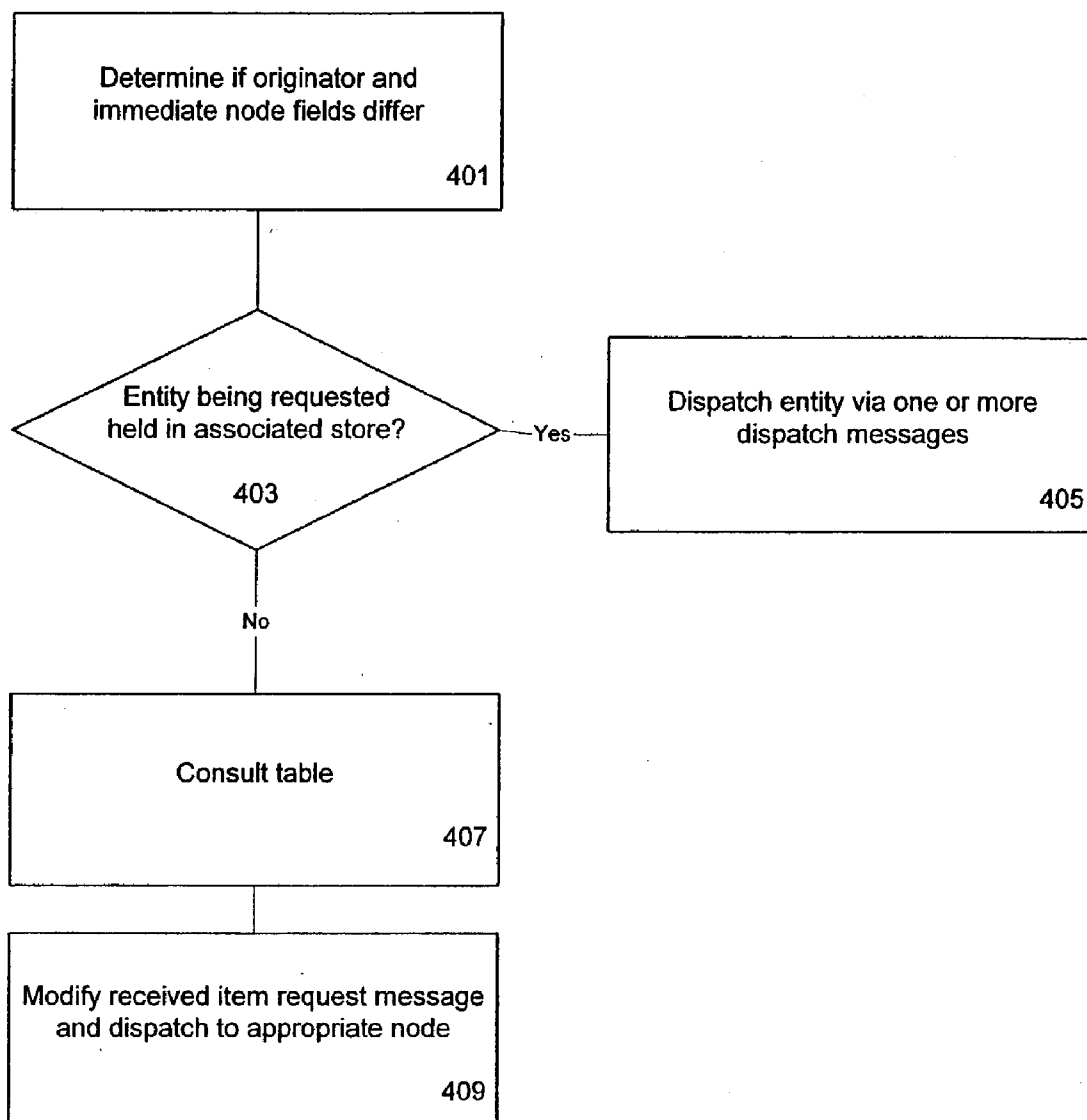 Determine if originator and
immediate node fields differ
401
Entity being requested
held in associated store?
403
Yes
Dispatch entity via one or more
dispatch messages
405
No
Consult table
407
Modify received item request message
and dispatch to appropriate node
409